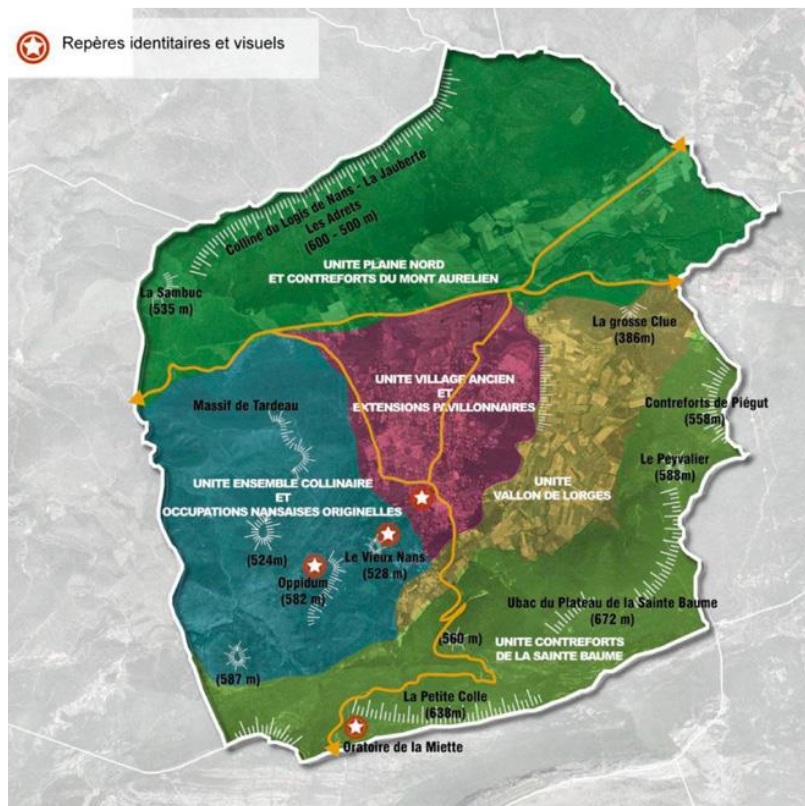 Repères identitaires et visuels
Colline du Logis de Nans - La Jauberte
Les Adrets
(600 - 500 m)
UNITE PLAINE NORD
ET CONTREFORTS DU MONT AURELIEN
La Sambuc
(535 m)
La grosse Clue
(386m)
UNITE VILLAGE ANCIEN
ET
EXTENSIONS PAVILLONNAIRES
Massif de Tardeau
Contreforts de Piégut
(558m)
Le Peyvalier
(588m)
UNITE ENSEMBLE COLLINAIRE
ET
OCCUPATIONS NANSAISES ORIGINELLES
UNITE
VALLON DE LORGES
(524m)
Le Vieux Nans
(528 m)
Oppidum
(582 m)
Ubac du Plateau de la Sainte Baume
(672 m)
(560 m)
UNITE CONTREFORTS
DE LA SAINTE BAUME
(587 m)
La Petite Colle
(638m)
Oratoire de la Miette